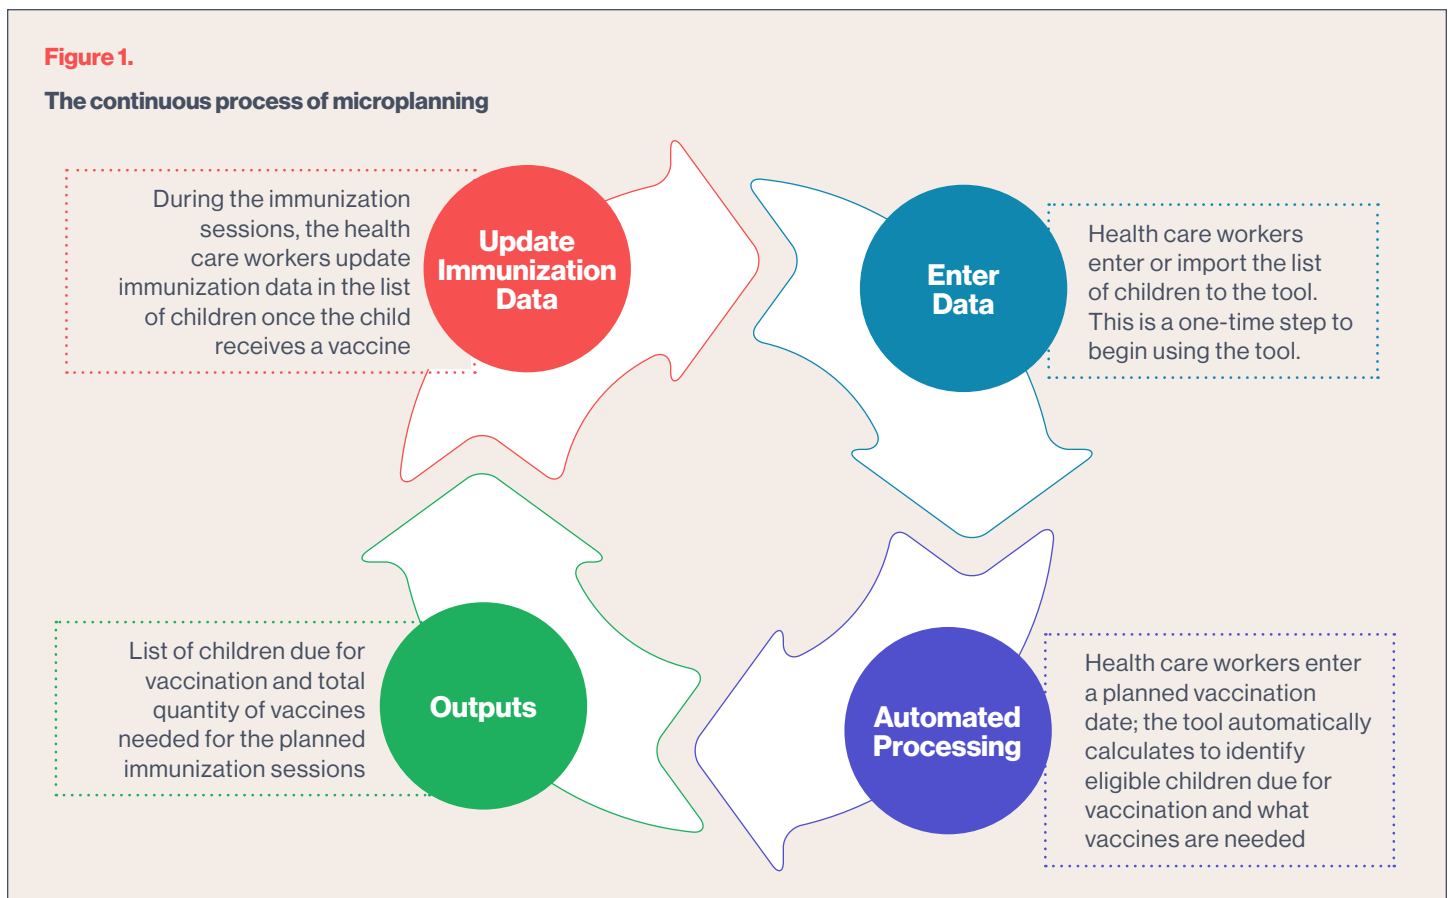 Figure 1.
The continuous process of microplanning
During the immunization
sessions, the health
care workers update
immunization data in the list
of children once the child
receives a vaccine
Update
Immunization
Data
Enter
Data
Health care workers
enter or import the list
of children to the tool.
This is a one-time step to
begin using the tool.
List of children due for
vaccination and total
quantity of vaccines
needed for the planned
immunization sessions
Outputs
Automated
Processing
Health care workers enter
a planned vaccination
date; the tool automatically
calculates to identify
eligible children due for
vaccination and what
vaccines are needed